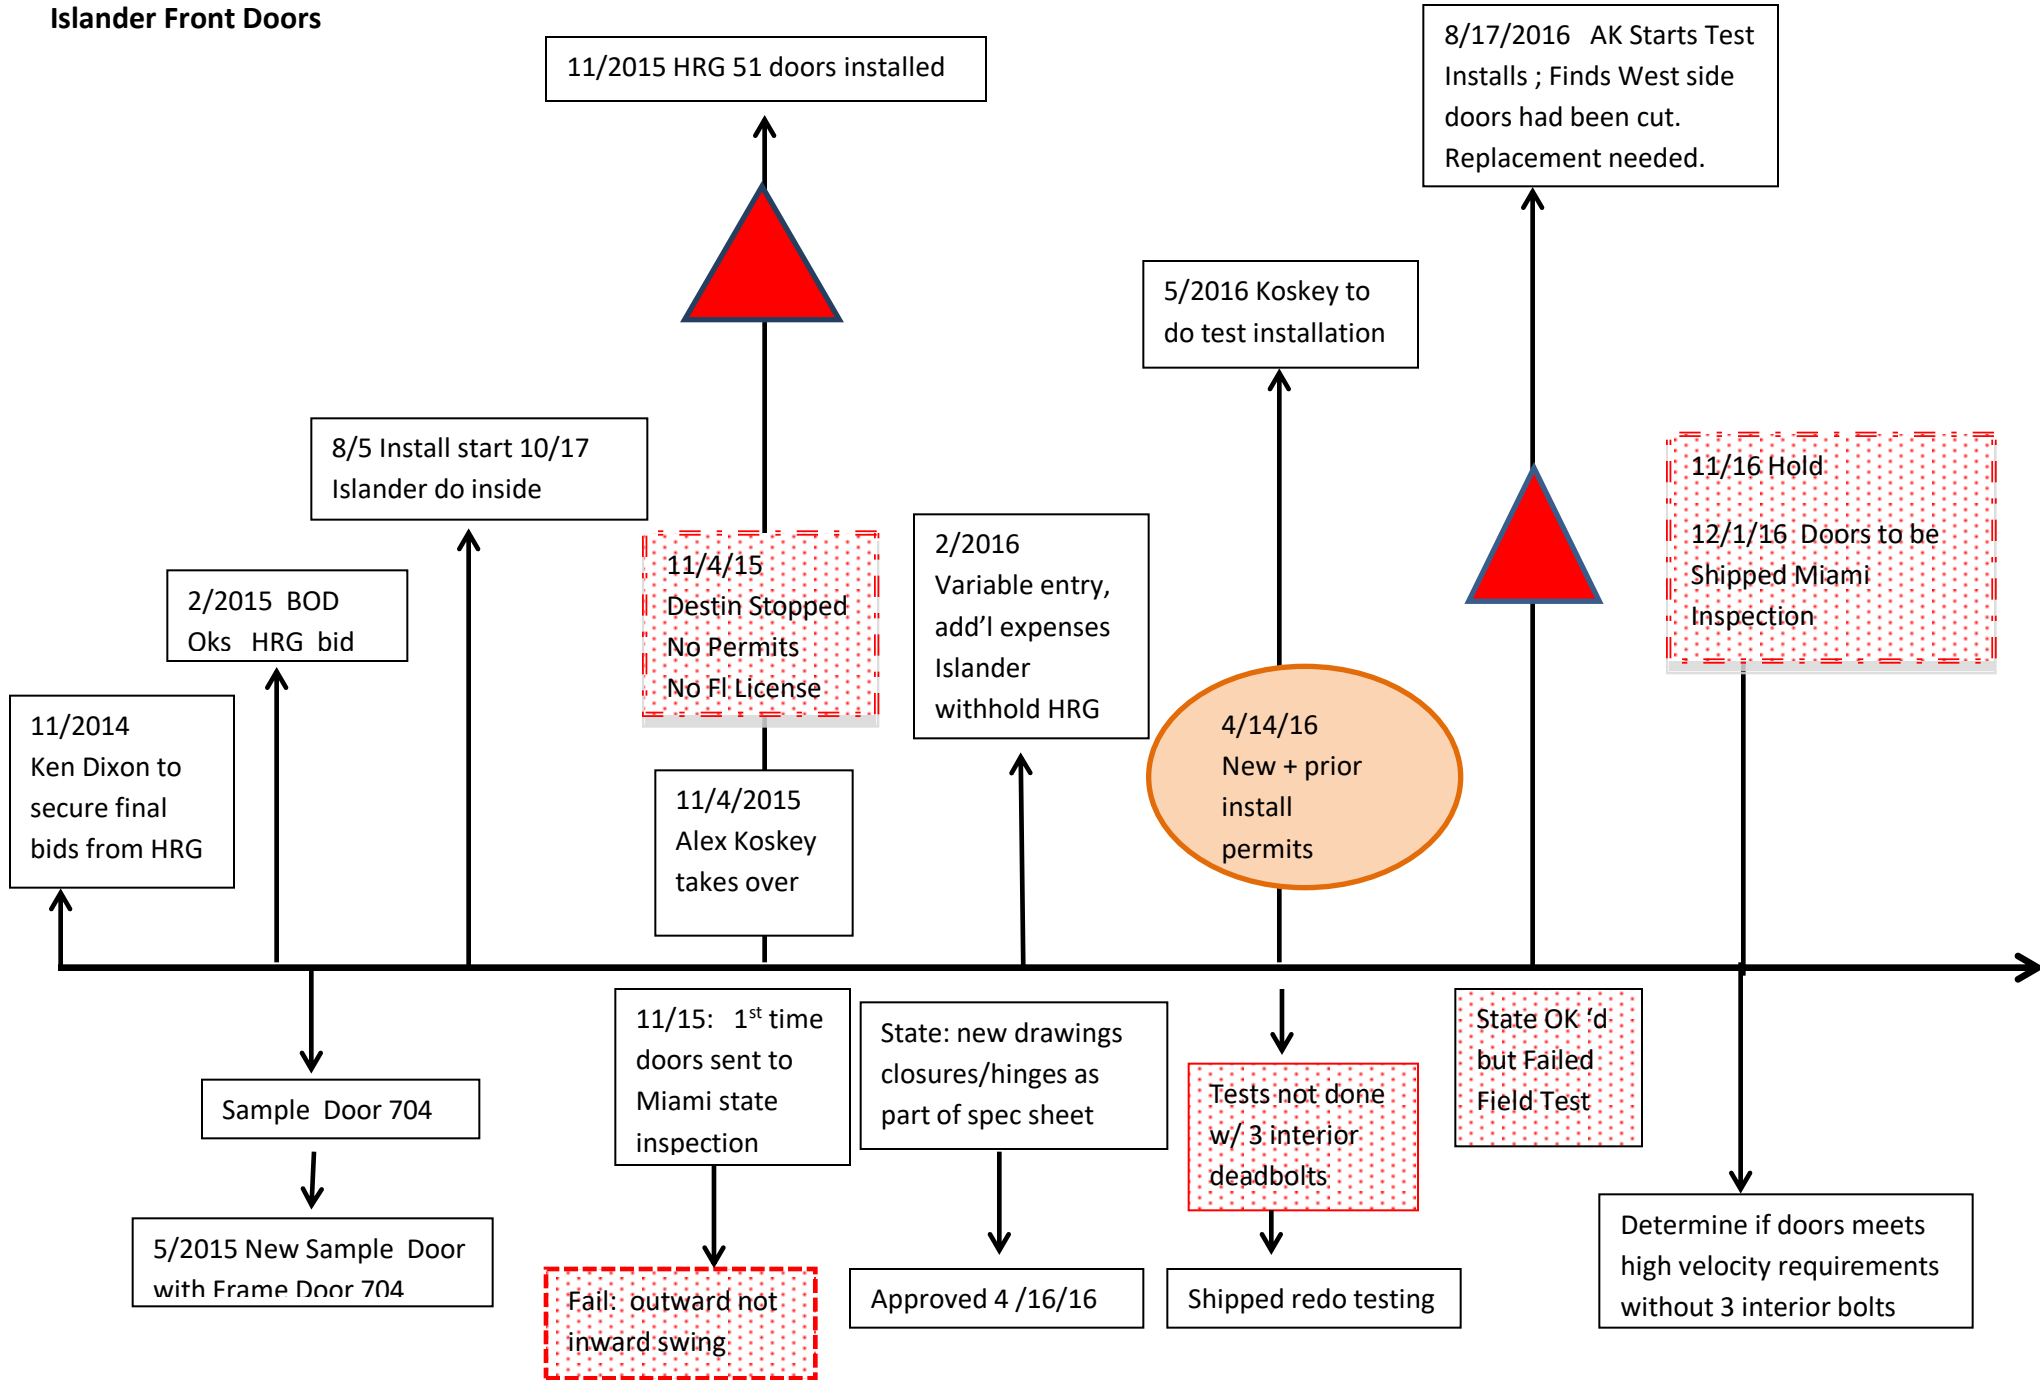 Islander Front Doors
11/2015 HRG 51 doors installed
8/17/2016 AK Starts Test
Installs ; Finds West side
doors had been cut.
Replacement needed.
5/2016 Koskey to
do test installation
8/5 Install start 10/17
Islander do inside
11/16 Hold
12/1/16 Doors to be
Shipped Miami
Inspection
2/2015 BOD
Oks HRG bid
11/4/15
Destin Stopped
No Permits
No Fl License
2/2016
Variable entry,
add’l expenses
Islander
withhold HRG
11/2014
Ken Dixon to
secure final
bids from HRG
11/4/2015
Alex Koskey
takes over
4/14/16
New + prior
install
permits
Sample Door 704
5/2015 New Sample Door
with Frame Door 704
11/15: 1st time
doors sent to
Miami state
inspection
Fail: outward not
inward swing
State: new drawings
closures/hinges as
part of spec sheet
Approved 4 /16/16
Tests not done
w/ 3 interior
deadbolts
Shipped redo testing
State OK ‘d
but Failed
Field Test
Determine if doors meets
high velocity requirements
without 3 interior bolts